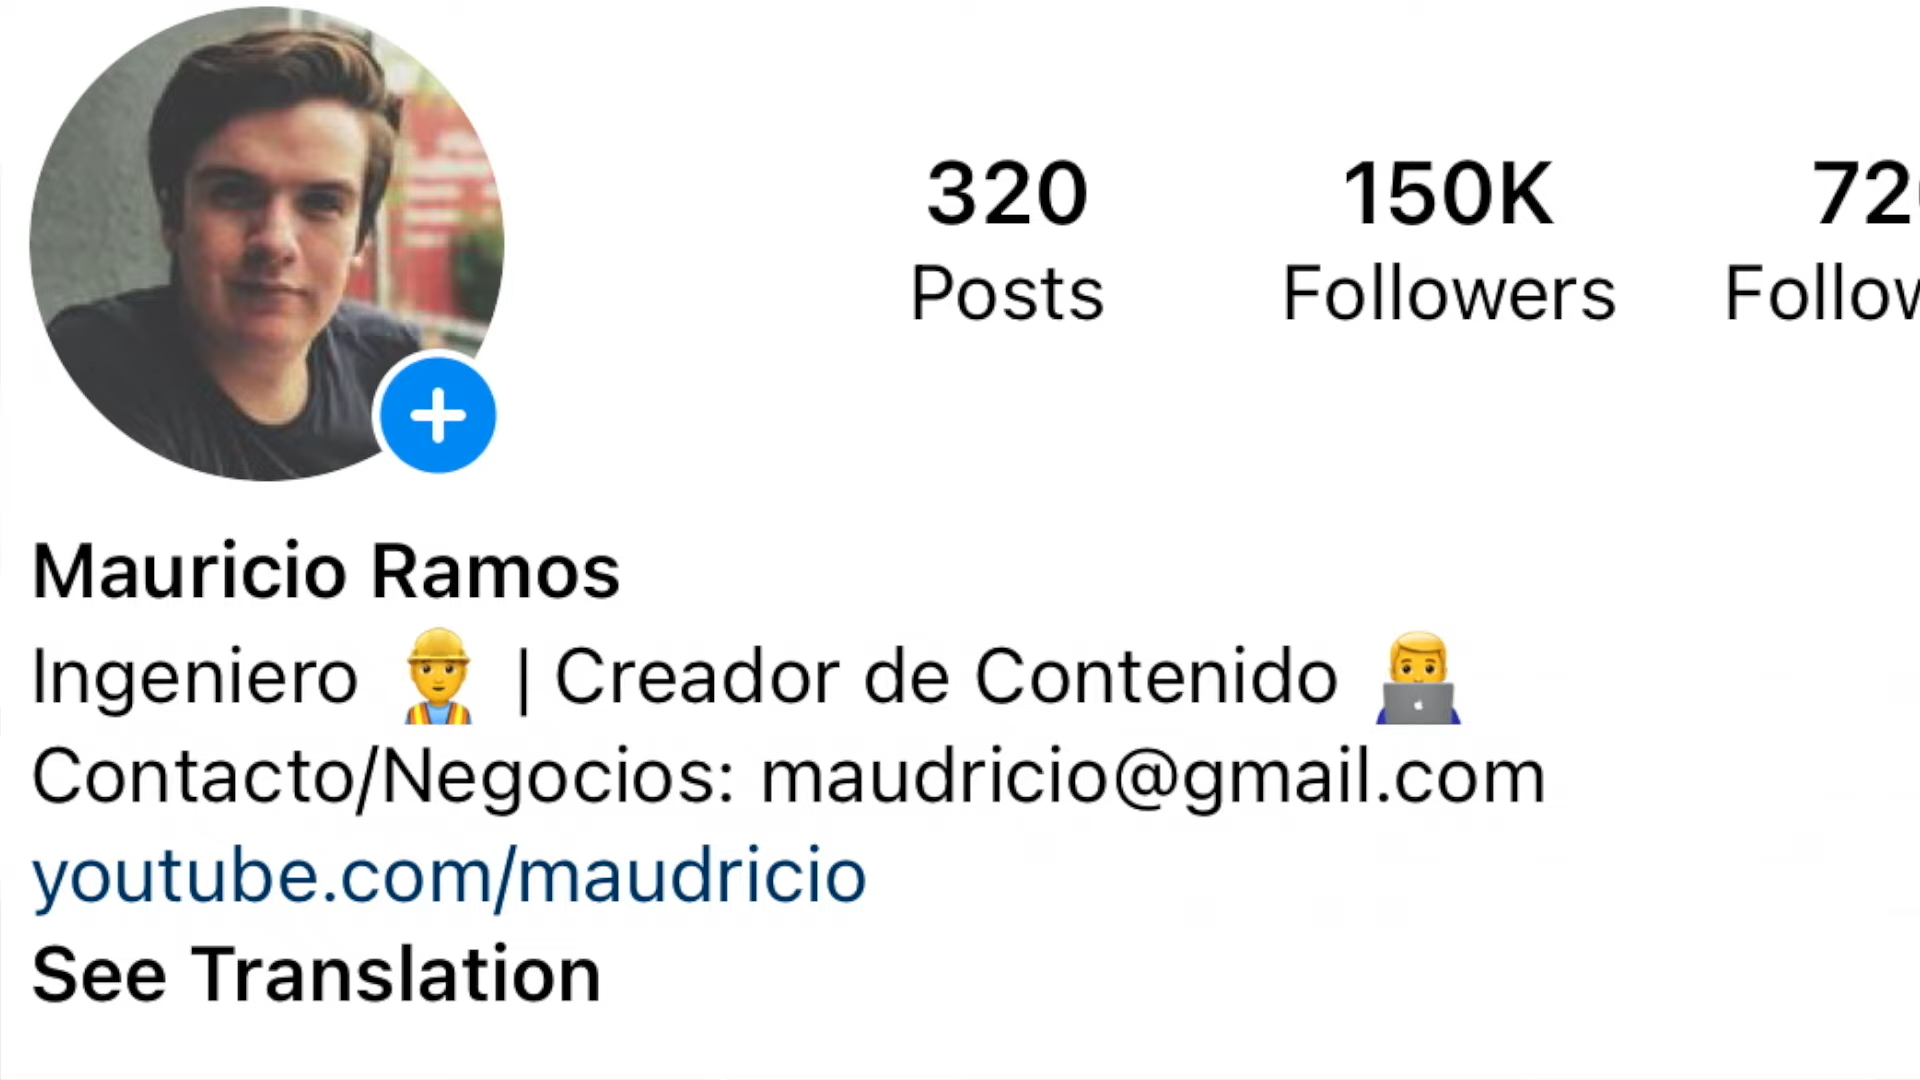 320 150K
Posts Followers
Mauricio Ramos
Ingeniero 👷‍♂️ | Creador de Contenido 👨‍💻
Contacto/Negocios: maudricio@gmail.com
youtube.com/maudricio
See Translation